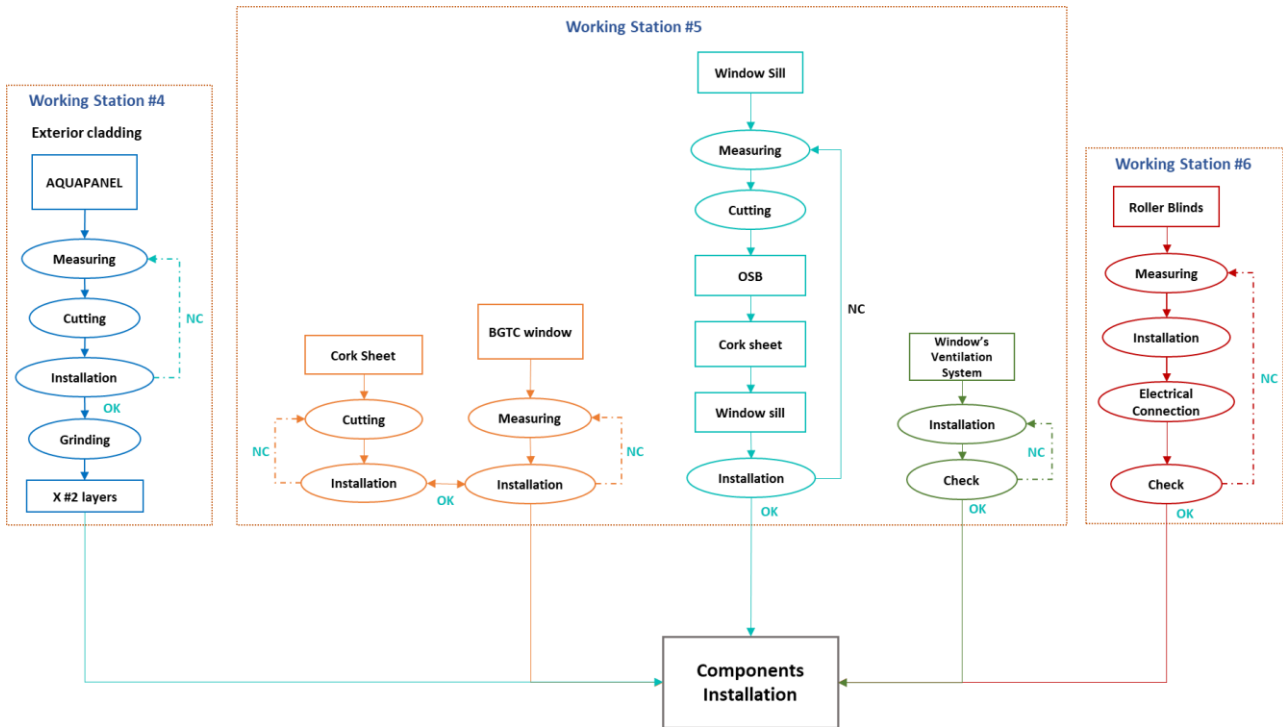 Working Station #4
Exterior cladding
AQUAPANEL
Measuring
Cutting
NC
Installation
OK
Grinding
X #2 layers
Working Station #5
Cork Sheet
Cutting
NC
Installation
OK
BGTC window
Measuring
NC
Installation
Window Sill
Measuring
Cutting
OSB
NC
Cork sheet
Window sill
Installation
OK
Window's
Ventilation
System
Installation
NC
Check
OK
Working Station #6
Roller Blinds
Measuring
Installation
NC
Electrical
Connection
Check
OK
Components
Installation